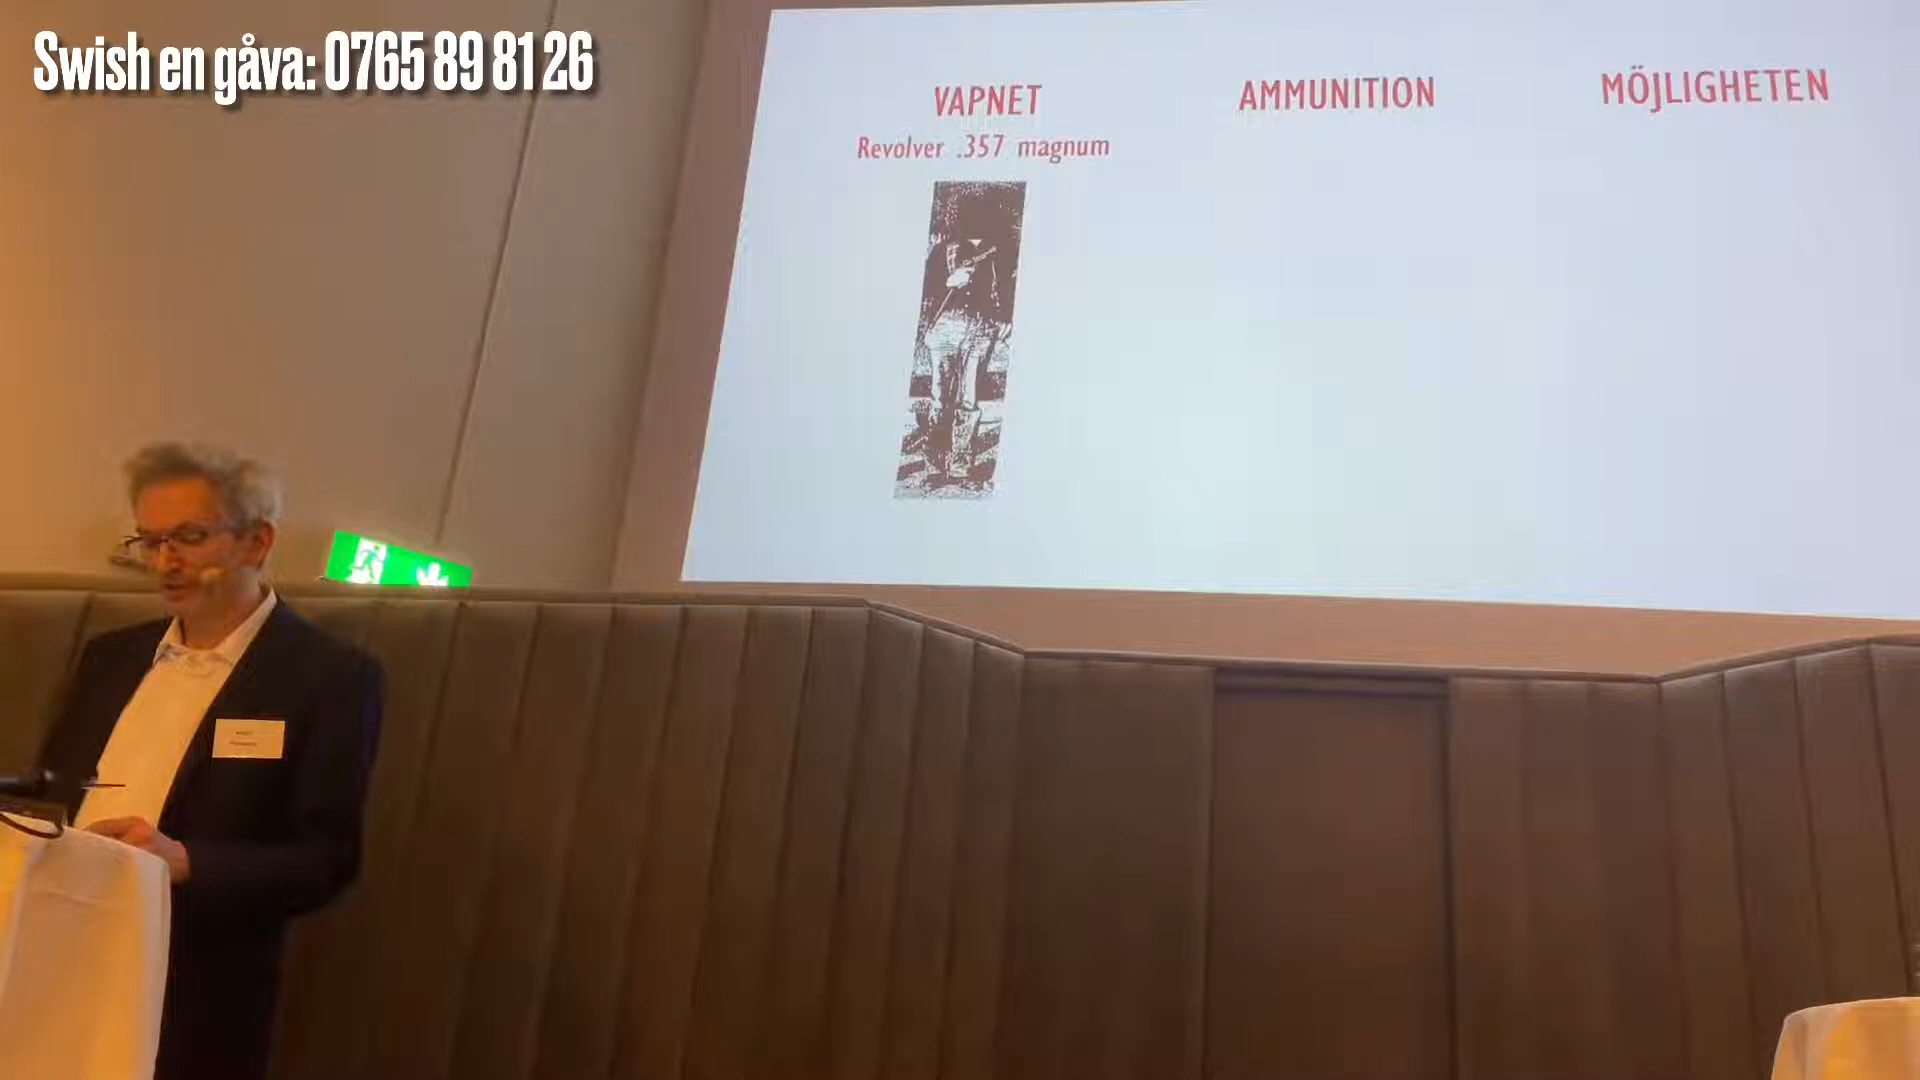 Swish en gåva: 0765 89 81 26
VAPNET
AMMUNITION
MÖJLIGHETEN
Revolver .357 magnum